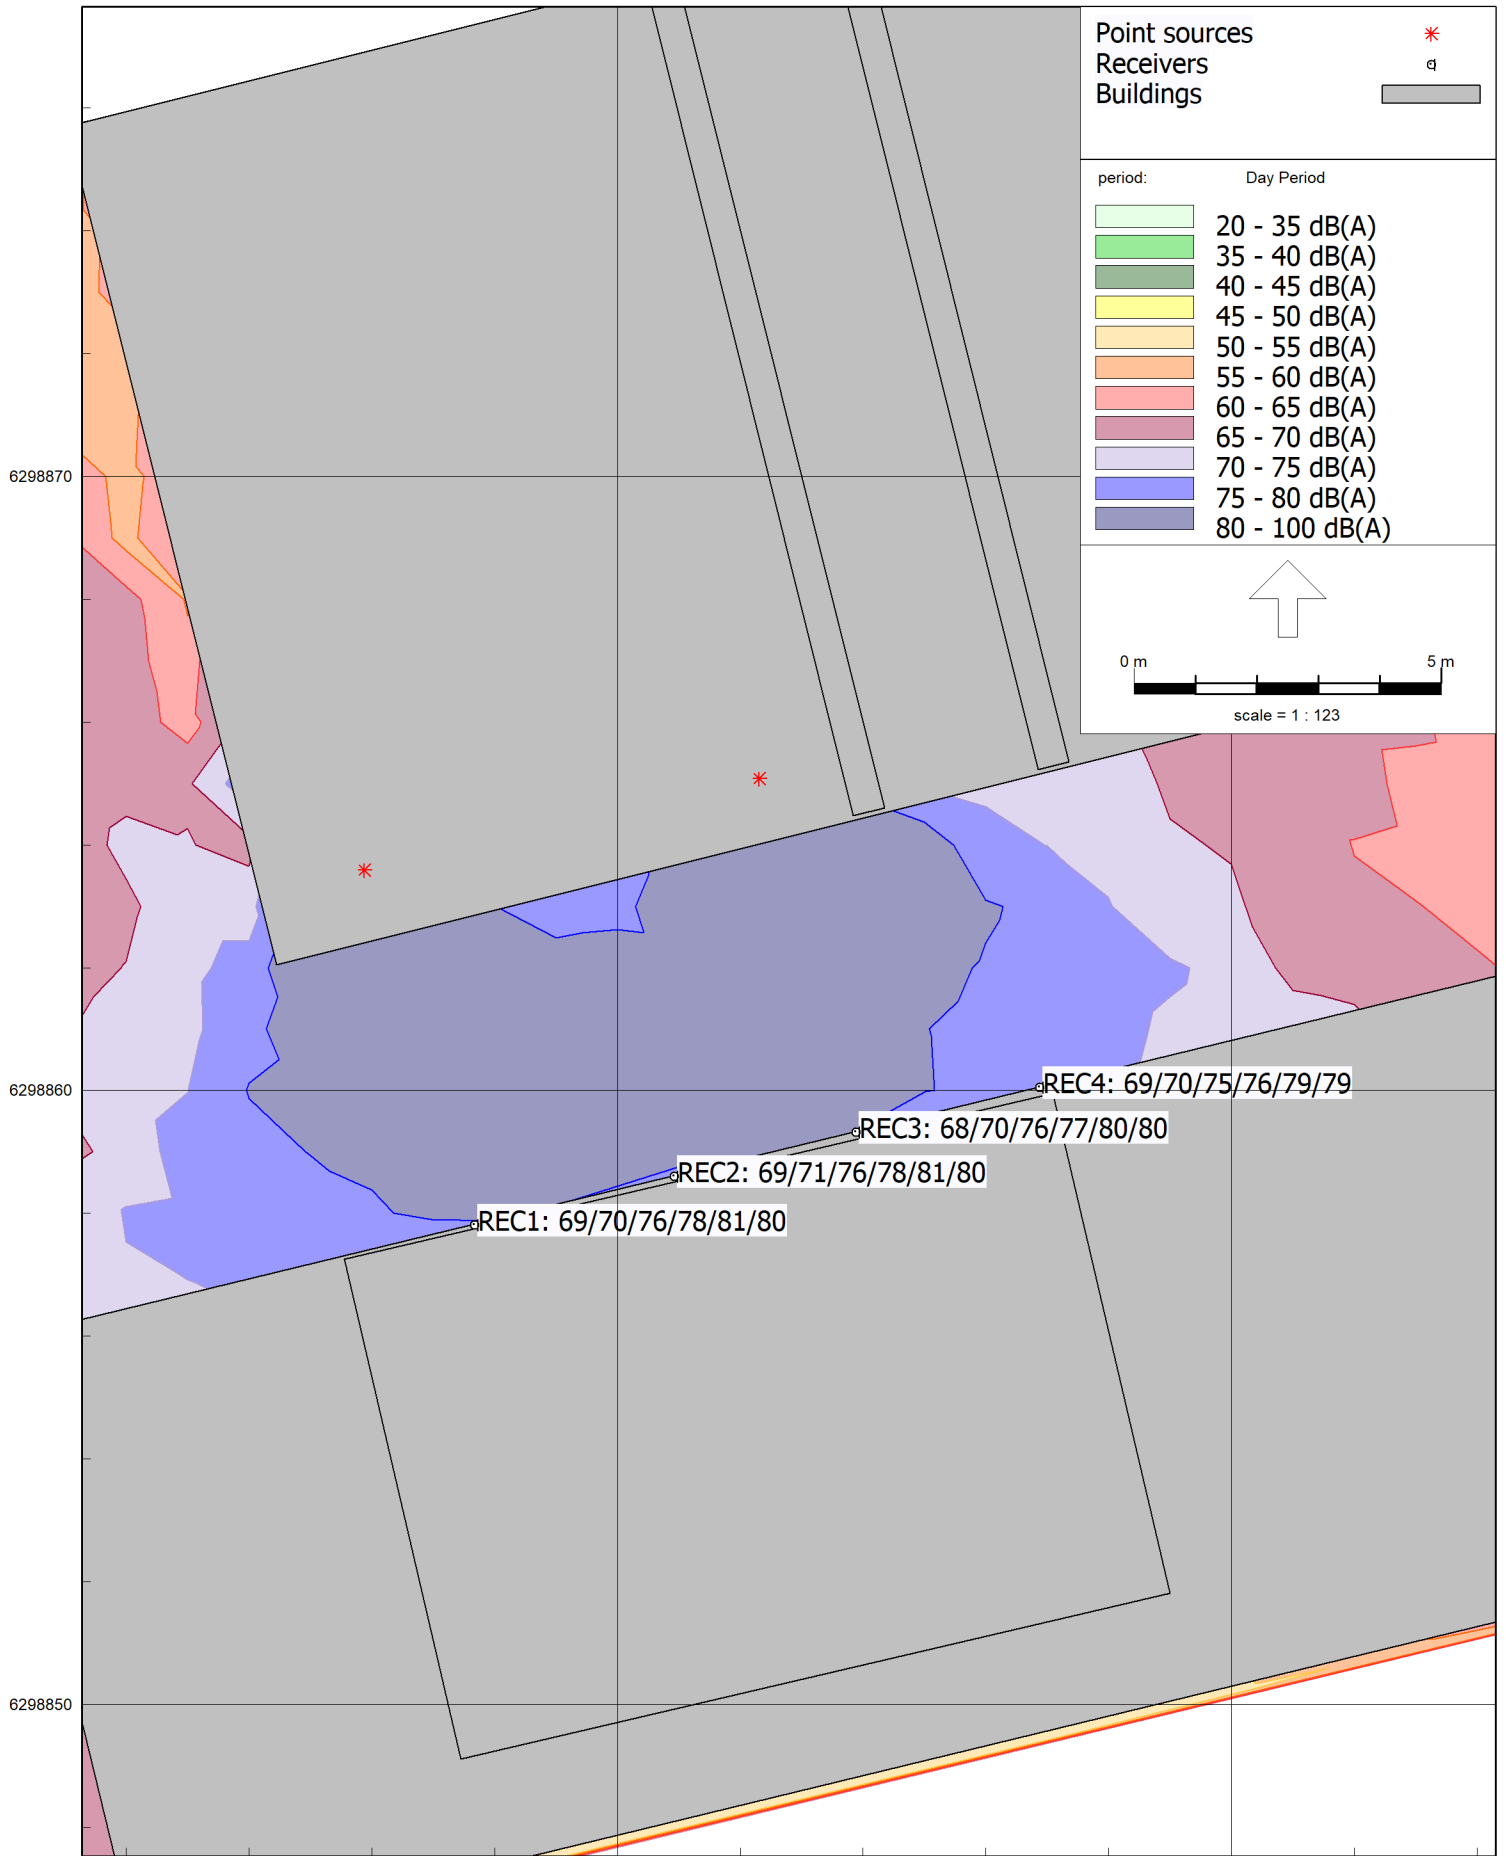 Point sources
Receivers
Buildings
period: Day Period
20 - 35 dB(A)
35 - 40 dB(A)
40 - 45 dB(A)
45 - 50 dB(A)
50 - 55 dB(A)
55 - 60 dB(A)
60 - 65 dB(A)
65 - 70 dB(A)
70 - 75 dB(A)
75 - 80 dB(A)
80 - 100 dB(A)
0 m 5 m
scale = 1 : 123
6298870
6298860
REC4: 69/70/75/76/79/79
REC3: 68/70/76/77/80/80
REC2: 69/71/76/78/81/80
REC1: 69/70/76/78/81/80
6298850